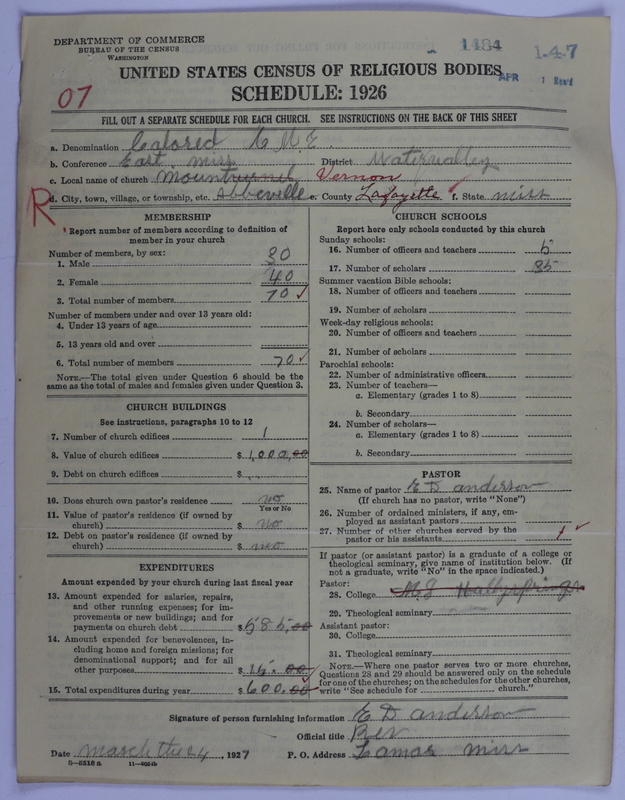 DEPARTMENT OF COMMERCE
BUREAU OF THE CENSUS
WASHINGTON
1484
1-4-7
APR 1 Rec'd
UNITED STATES CENSUS OF RELIGIOUS BODIES
SCHEDULE: 1926
07
FILL OUT A SEPARATE SCHEDULE FOR EACH CHURCH. SEE INSTRUCTIONS ON THE BACK OF THIS SHEET
a. Denomination Colored C M E
b. Conference East Miss District Watervalley
c. Local name of church Vernon
R
d. City, town, village, or township, etc. Abbeville e. County Lafayette f. State Miss
MEMBERSHIP
Report number of members according to definition of
member in your church
Number of members, by sex:
1. Male 30
2. Female 40
3. Total number of members 70 ✓
Number of members under and over 13 years old:
4. Under 13 years of age
5. 13 years old and over
6. Total number of members 70 ✓
NOTE.—The total given under Question 6 should be the
same as the total of males and females given under Question 3.
CHURCH BUILDINGS
See instructions, paragraphs 10 to 12
7. Number of church edifices 1
8. Value of church edifices $ 1,000.00
9. Debt on church edifices $
10. Does church own pastor's residence no
Yes or No
11. Value of pastor's residence (if owned by
church) $ No
12. Debt on pastor's residence (if owned by
church) $ no
EXPENDITURES
Amount expended by your church during last fiscal year
13. Amount expended for salaries, repairs,
and other running expenses; for im-
provements or new buildings; and for
payments on church debt $ 585.00
14. Amount expended for benevolences, in-
cluding home and foreign missions; for
denominational support; and for all
other purposes $ 15.00
15. Total expenditures during year $ 600.00
CHURCH SCHOOLS
Report here only schools conducted by this church
Sunday schools:
16. Number of officers and teachers 5
17. Number of scholars 35
Summer vacation Bible schools:
18. Number of officers and teachers
19. Number of scholars
Week-day religious schools:
20. Number of officers and teachers
21. Number of scholars
Parochial schools:
22. Number of administrative officers
23. Number of teachers—
a. Elementary (grades 1 to 8)
b. Secondary
24. Number of scholars—
a. Elementary (grades 1 to 8)
b. Secondary
PASTOR
25. Name of pastor E D anderson
(If church has no pastor, write "None")
26. Number of ordained ministers, if any, em-
ployed as assistant pastors
27. Number of other churches served by the
pastor or his assistants 1 ✓
If pastor (or assistant pastor) is a graduate of a college or
theological seminary, give name of institution below. (If
not a graduate, write "No" in the space indicated.)
Pastor:
28. College
29. Theological seminary
Assistant pastor:
30. College
31. Theological seminary
NOTE.—Where one pastor serves two or more churches,
Questions 28 and 29 should be answered only on the schedule
for one of the churches; on the schedules for the other churches,
write "See schedule for church."
Signature of person furnishing information E D anderson
Official title Rev
Date march the 24, 1927 P. O. Address Lamar Miss
8-5518 a 11-9054b